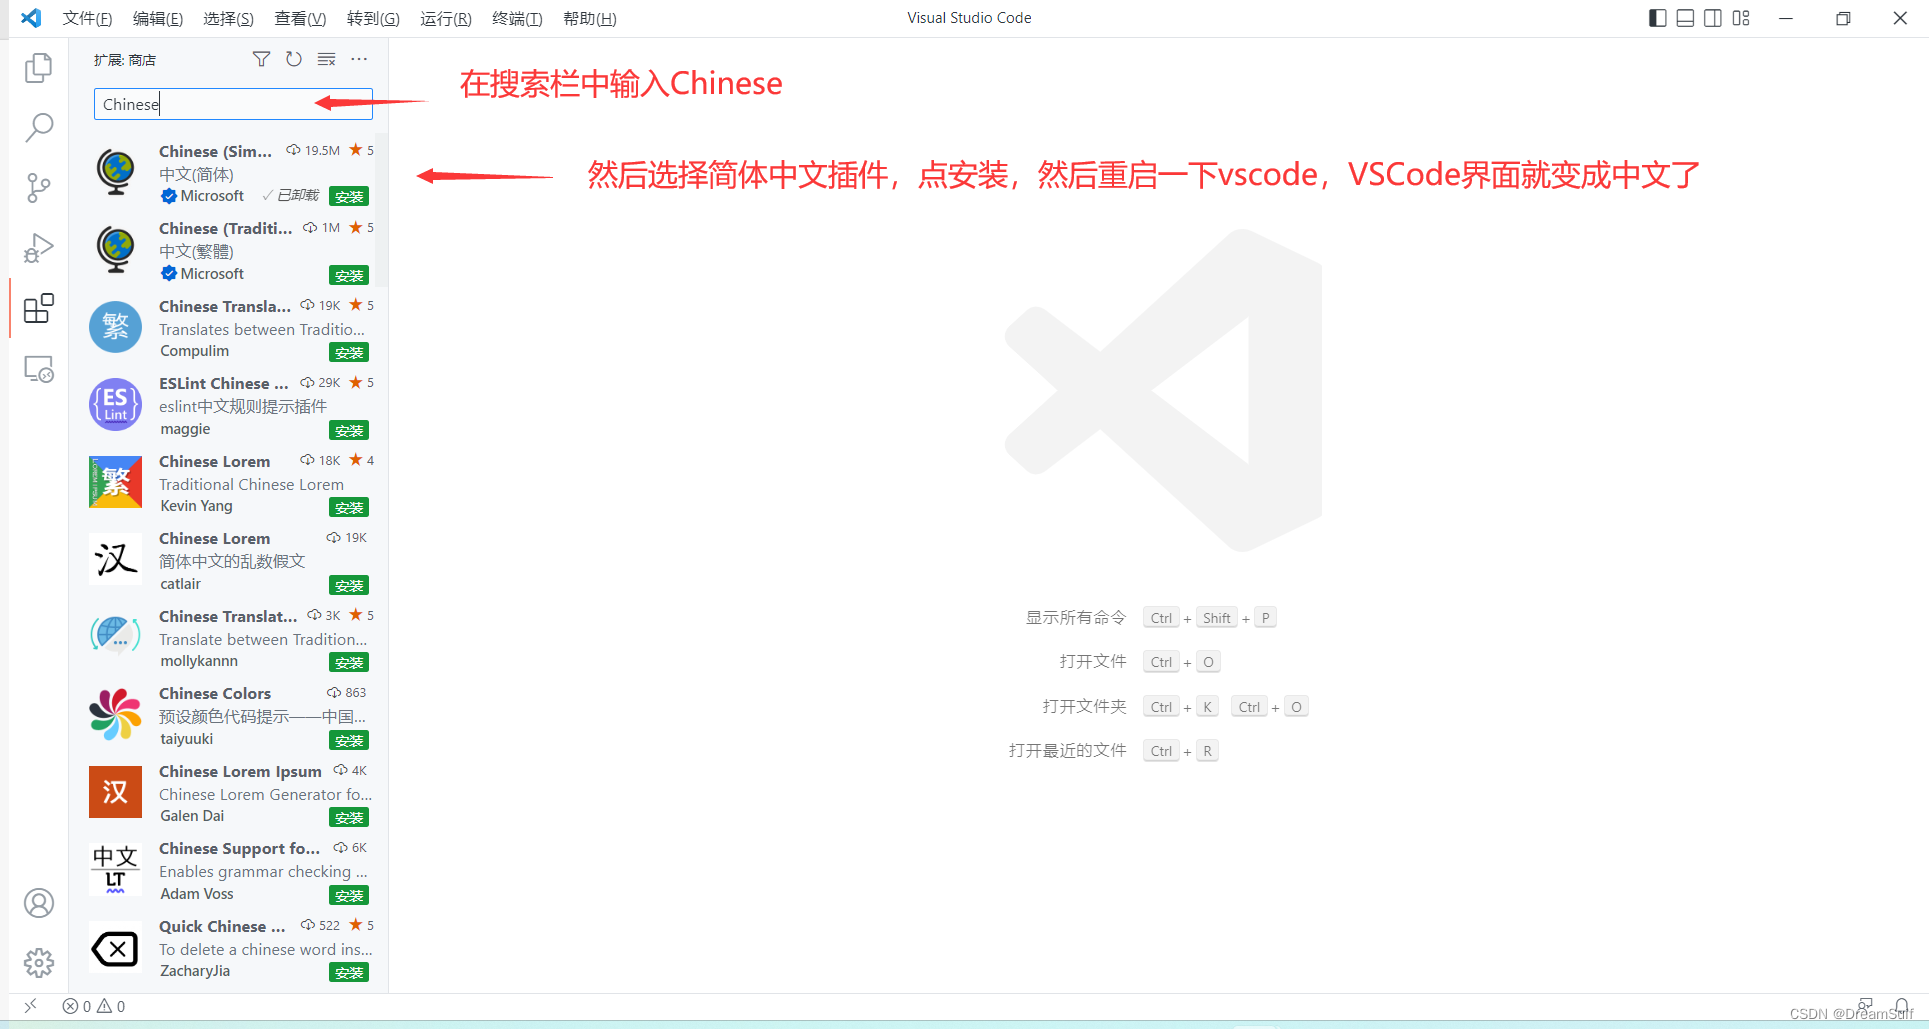 文件(F) 编辑(E) 选择(S) 查看(V) 转到(G) 运行(R) 终端(T) 帮助(H) Visual Studio Code
扩展: 商店
Chinese
在搜索栏中输入Chinese
然后选择简体中文插件，点安装，然后重启一下vscode，VSCode界面就变成中文了
Chinese (Sim... 19.5M ★ 5
中文(简体)
Microsoft ✓已卸载 安装
Chinese (Traditi... 1M ★ 5
中文(繁體)
Microsoft 安装
繁
Chinese Transla... 19K ★ 5
Translates between Traditio...
Compulim 安装
{ES}
Lint
ESLint Chinese ... 29K ★ 5
eslint中文规则提示插件
maggie 安装
繁
Chinese Lorem 18K ★ 4
Traditional Chinese Lorem
Kevin Yang 安装
汉
Chinese Lorem 19K
简体中文的乱数假文
catlair 安装
Chinese Translat... 3K ★ 5
Translate between Tradition...
mollykannn 安装
Chinese Colors 863
预设颜色代码提示——中国...
taiyuuki 安装
汉
Chinese Lorem Ipsum 4K
Chinese Lorem Generator fo...
Galen Dai 安装
中文
LT
Chinese Support fo... 6K
Enables grammar checking ...
Adam Voss 安装
Quick Chinese ... 522 ★ 5
To delete a chinese word ins...
ZacharyJia 安装
显示所有命令 Ctrl + Shift + P
打开文件 Ctrl + O
打开文件夹 Ctrl + K Ctrl + O
打开最近的文件 Ctrl + R
0 0
CSDN @DreamSuff